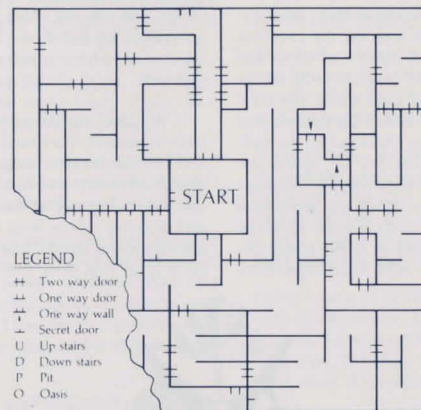 START
LEGEND
Two way door
One way door
One way wall
Secret door
U Up stairs
D Down stairs
P Pit
O Oasis